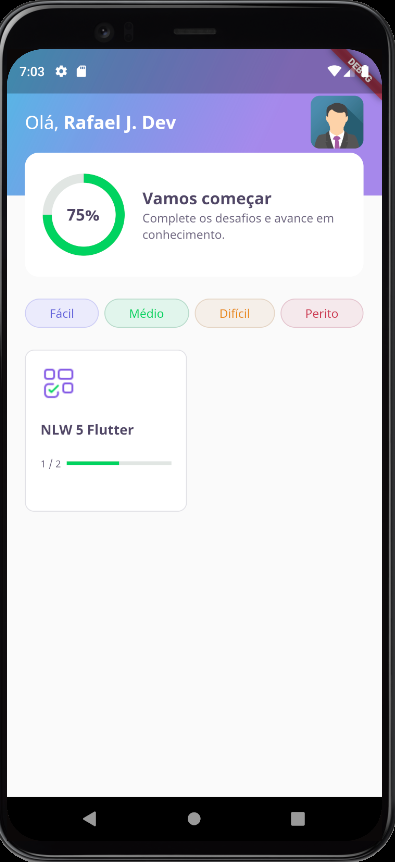 7:03
DEBUG
Olá, Rafael J. Dev
75%
Vamos começar
Complete os desafios e avance em
conhecimento.
Fácil
Médio
Difícil
Perito
NLW 5 Flutter
1 / 2